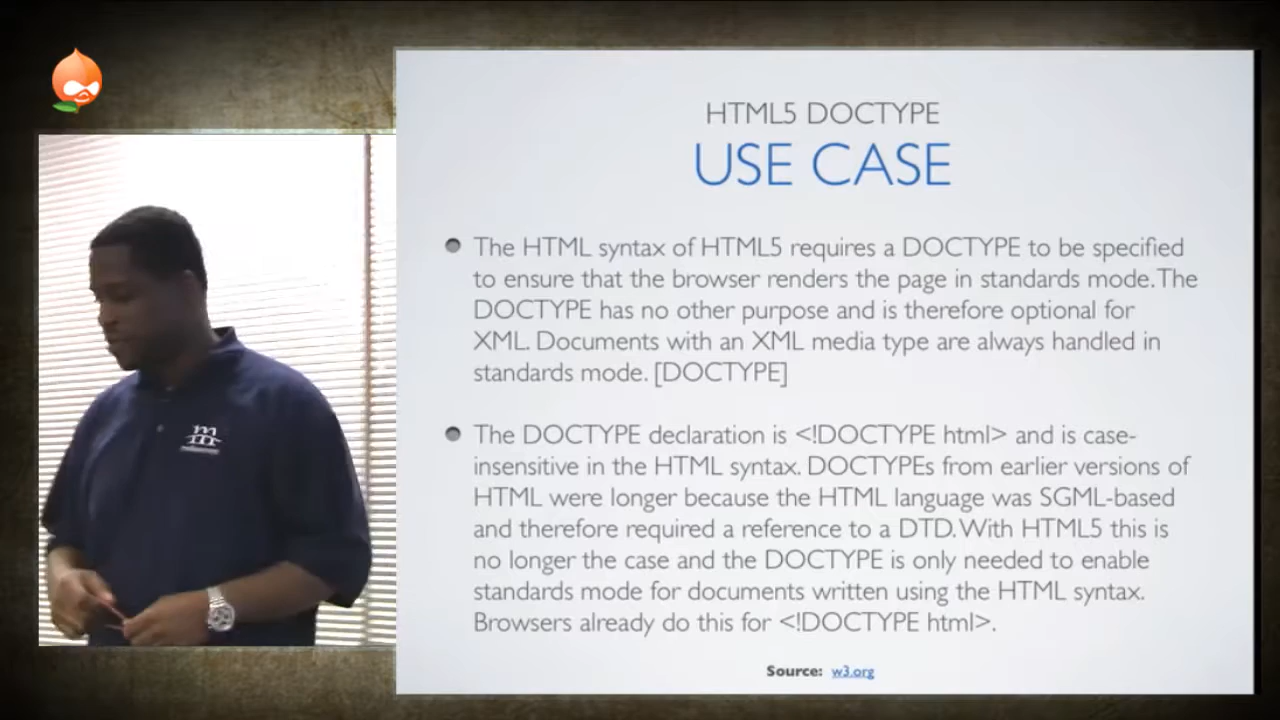 HTML5 DOCTYPE
USE CASE
The HTML syntax of HTML5 requires a DOCTYPE to be specified
to ensure that the browser renders the page in standards mode. The
DOCTYPE has no other purpose and is therefore optional for
XML. Documents with an XML media type are always handled in
standards mode. [DOCTYPE]
The DOCTYPE declaration is <!DOCTYPE html> and is case-
insensitive in the HTML syntax. DOCTYPEs from earlier versions of
HTML were longer because the HTML language was SGML-based
and therefore required a reference to a DTD. With HTML5 this is
no longer the case and the DOCTYPE is only needed to enable
standards mode for documents written using the HTML syntax.
Browsers already do this for <!DOCTYPE html>.
Source: w3.org